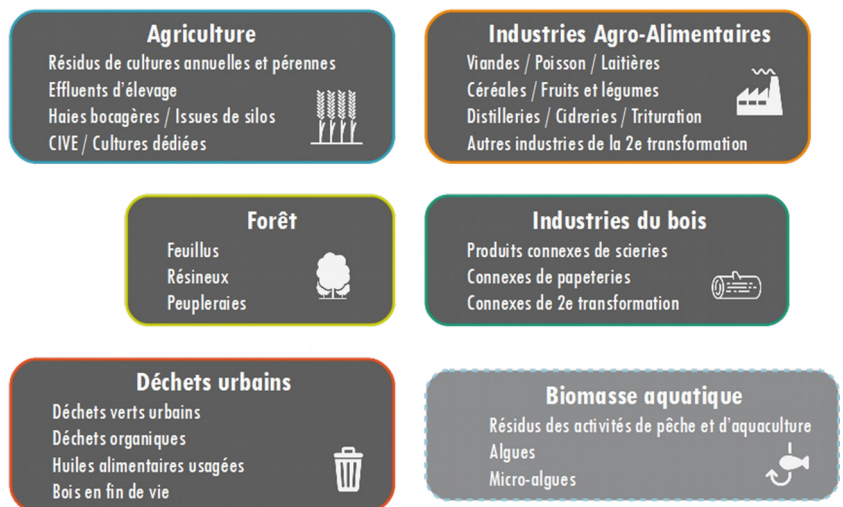 Agriculture
Résidus de cultures annuelles et pérennes
Effluents d'élevage
Haies bocagères / Issues de silos
CIVE / Cultures dédiées
Industries Agro-Alimentaires
Viandes / Poisson / Laitières
Céréales / Fruits et légumes
Distilleries / Cidreries / Trituration
Autres industries de la 2e transformation
Forêt
Feuillus
Résineux
Peupleraies
Industries du bois
Produits connexes de scieries
Connexes de papeteries
Connexes de 2e transformation
Déchets urbains
Déchets verts urbains
Déchets organiques
Huiles alimentaires usagées
Bois en fin de vie
Biomasse aquatique
Résidus des activités de pêche et d'aquaculture
Algues
Micro-algues